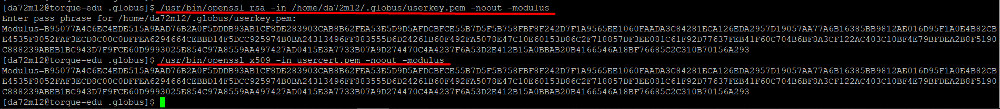 [da72m12@torque-edu .globus]$ /usr/bin/openssl rsa -in /home/da72m12/.globus/userkey.pem -noout -modulus
Enter pass phrase for /home/da72m12/.globus/userkey.pem:
Modulus=B95077A4C6EC4EDE515A9AAD76B2A0F5DDDB93AB1CF8DE283903CAB8B62FEA53E5D9D5AFDCBFCE55B7D5F5B758FBF8F242D7F1A9565EE1060FAADA3C84281ECA126EDA2957D19057AA77A6B16385BB9812AE016D95F1A0E4B82CB
E4535F8052FAF3ECD8C00C0DFFEA6294664CEBBD14F5DCC925974B0BA24313496FF883555D6D24261B60F492FA5078E47C10E60153D86C2F718857DF3EE081C61F92D77637FEB41F60C704B6BF8A3CF122AC403C10BF4E79BFDEA2B8F5190
C888239ABEB1BC943D7F9FCE60D9993025E854C97A8559AA497427AD0415E3A7733B07A9D274470C4A4237F6A53D2E412B15A0BBAB20B4166546A18BF76685C2C310B70156A293
[da72m12@torque-edu .globus]$ /usr/bin/openssl x509 -in usercert.pem -noout -modulus
Modulus=B95077A4C6EC4EDE515A9AAD76B2A0F5DDDB93AB1CF8DE283903CAB8B62FEA53E5D9D5AFDCBFCE55B7D5F5B758FBF8F242D7F1A9565EE1060FAADA3C84281ECA126EDA2957D19057AA77A6B16385BB9812AE016D95F1A0E4B82CB
E4535F8052FAF3ECD8C00C0DFFEA6294664CEBBD14F5DCC925974B0BA24313496FF883555D6D24261B60F492FA5078E47C10E60153D86C2F718857DF3EE081C61F92D77637FEB41F60C704B6BF8A3CF122AC403C10BF4E79BFDEA2B8F5190
C888239ABEB1BC943D7F9FCE60D9993025E854C97A8559AA497427AD0415E3A7733B07A9D274470C4A4237F6A53D2E412B15A0BBAB20B4166546A18BF76685C2C310B70156A293
[da72m12@torque-edu .globus]$